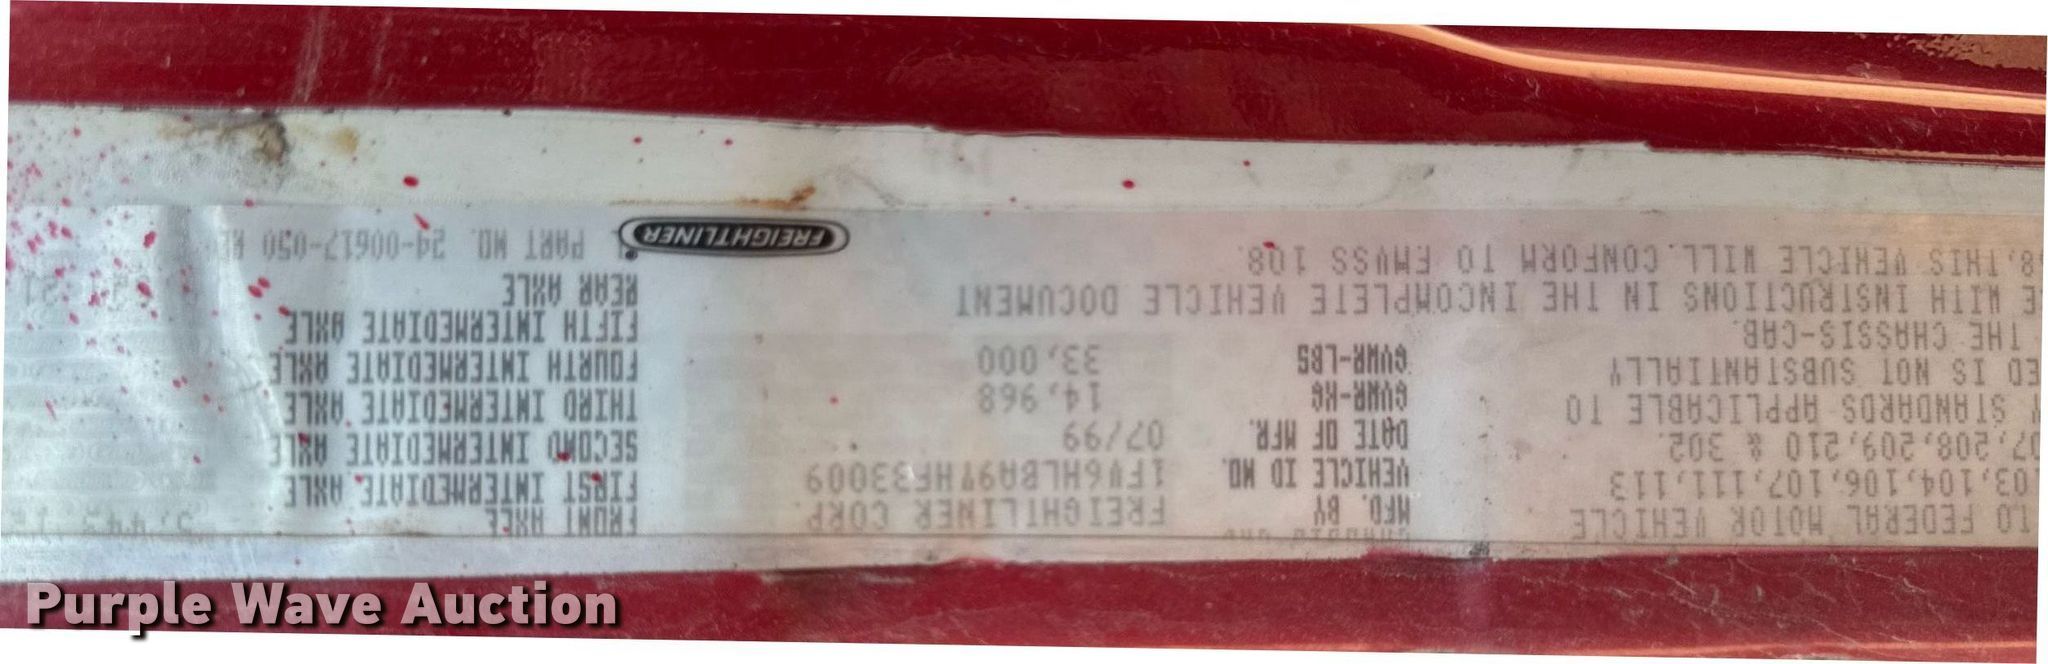 TO FEDERAL MOTOR VEHICLE
03,104,106,107,111,113
07,208,209,210 & 302.
Y STANDARDS APPLICABLE TO
ED IS NOT SUBSTANTIALLY
THE CHASSIS-CAB.
E WITH INSTRUCTIONS IN THE INCOMPLETE VEHICLE DOCUMENT
8.THIS VEHICLE WILL CONFORM TO FMVSS 108.
MFD. BY FREIGHTLINER CORP.
VEHICLE ID NO. 1FV6HLBA9YHF33009
DATE OF MFR. 07/99
GVWR-KG 14,968
GVWR-LBS 33,000
FREIGHTLINER
FRONT AXLE 5,443
FIRST INTERMEDIATE AXLE
SECOND INTERMEDIATE AXLE
THIRD INTERMEDIATE AXLE
FOURTH INTERMEDIATE AXLE
FIFTH INTERMEDIATE AXLE
REAR AXLE
PART NO. 24-00617-050
Purple Wave Auction